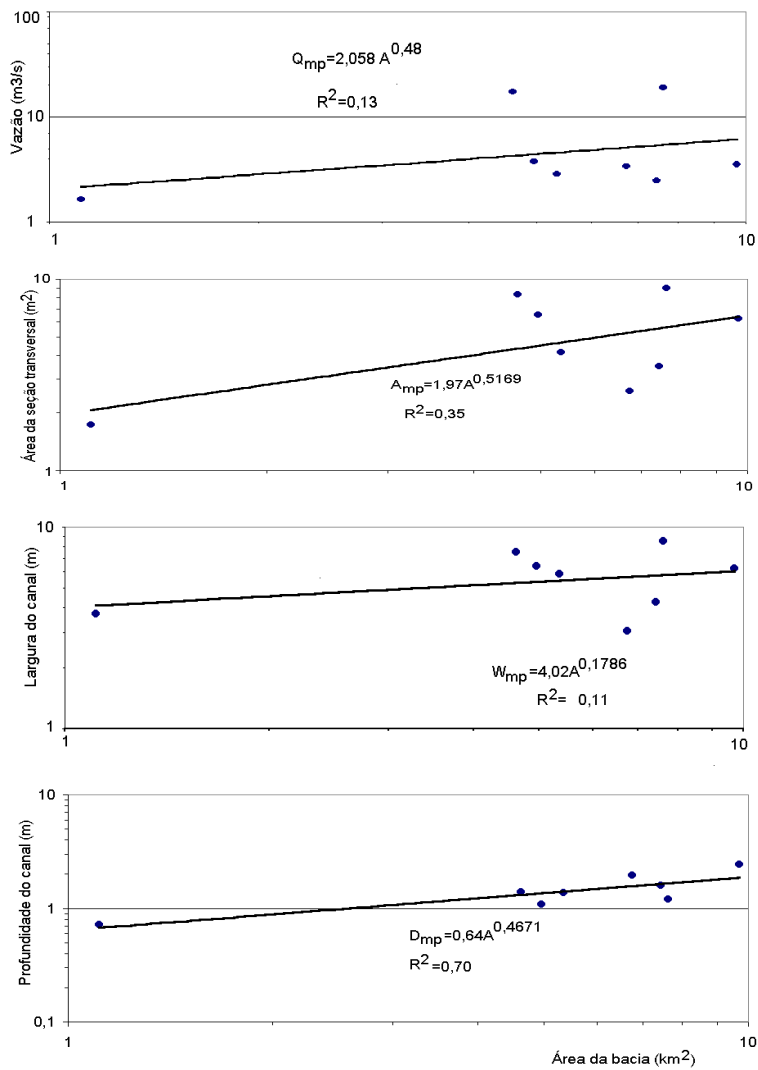 100
Vazão (m3/s)
Qmp=2,058 A0,48
R2=0,13
10
1
1
10
10
Área da seção transversal (m2)
Amp=1,97A0,5169
R2=0,35
1
1
10
10
Largura do canal (m)
Wmp=4,02A0,1786
R2= 0,11
1
1
10
10
Profundidade do canal (m)
1
Dmp=0,64A0,4671
R2=0,70
0,1
1
10
Área da bacia (km2)